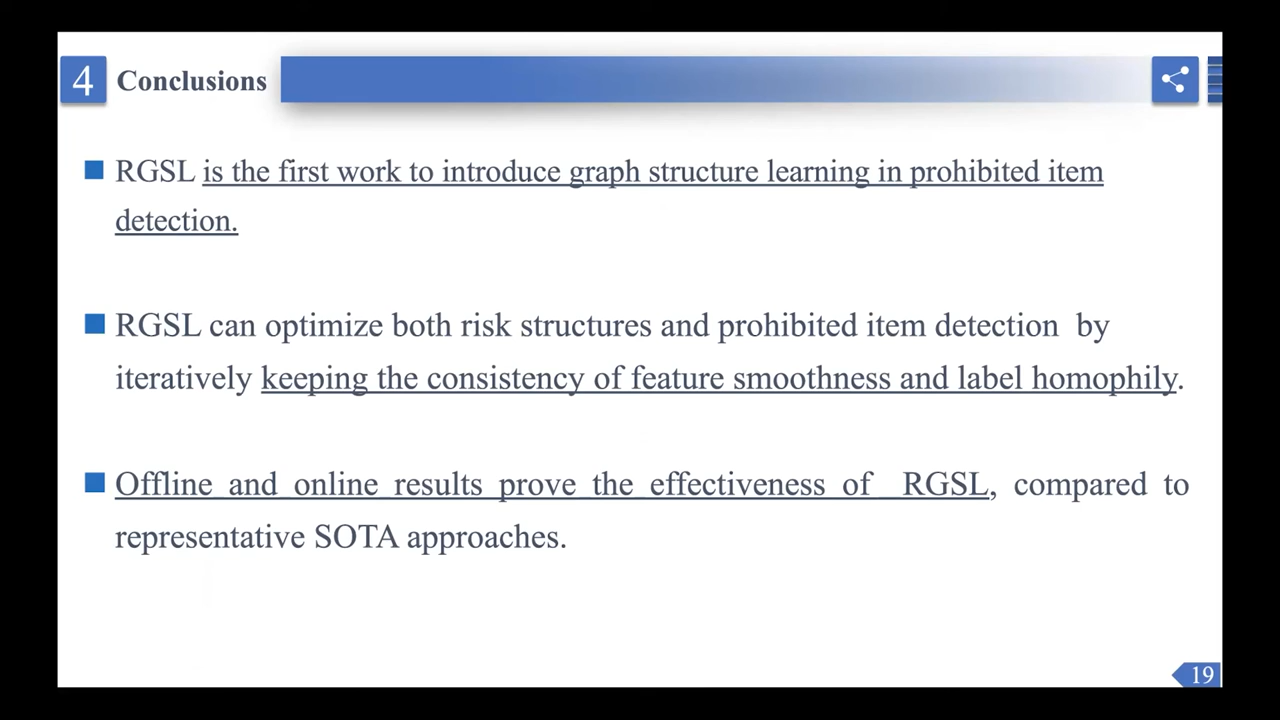 4 Conclusions
RGSL is the first work to introduce graph structure learning in prohibited item
detection.
RGSL can optimize both risk structures and prohibited item detection by
iteratively keeping the consistency of feature smoothness and label homophily.
Offline and online results prove the effectiveness of RGSL, compared to
representative SOTA approaches.
19